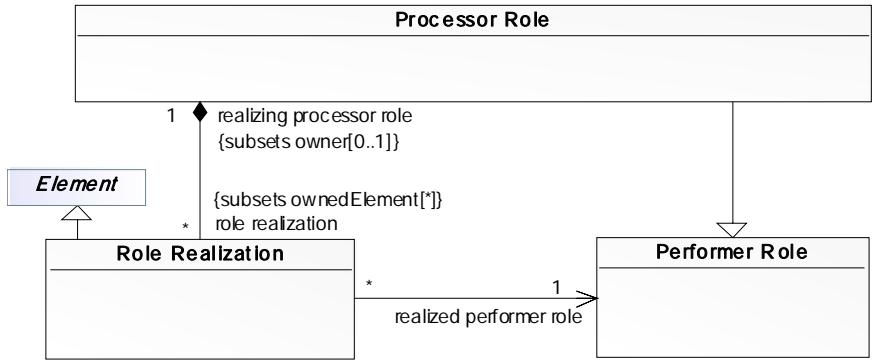 Processor Role
1 realizing processor role
{subsets owner[0..1]}
Element
{subsets ownedElement[*]}
* role realization
Role Realization
Performer Role
* 1
realized performer role